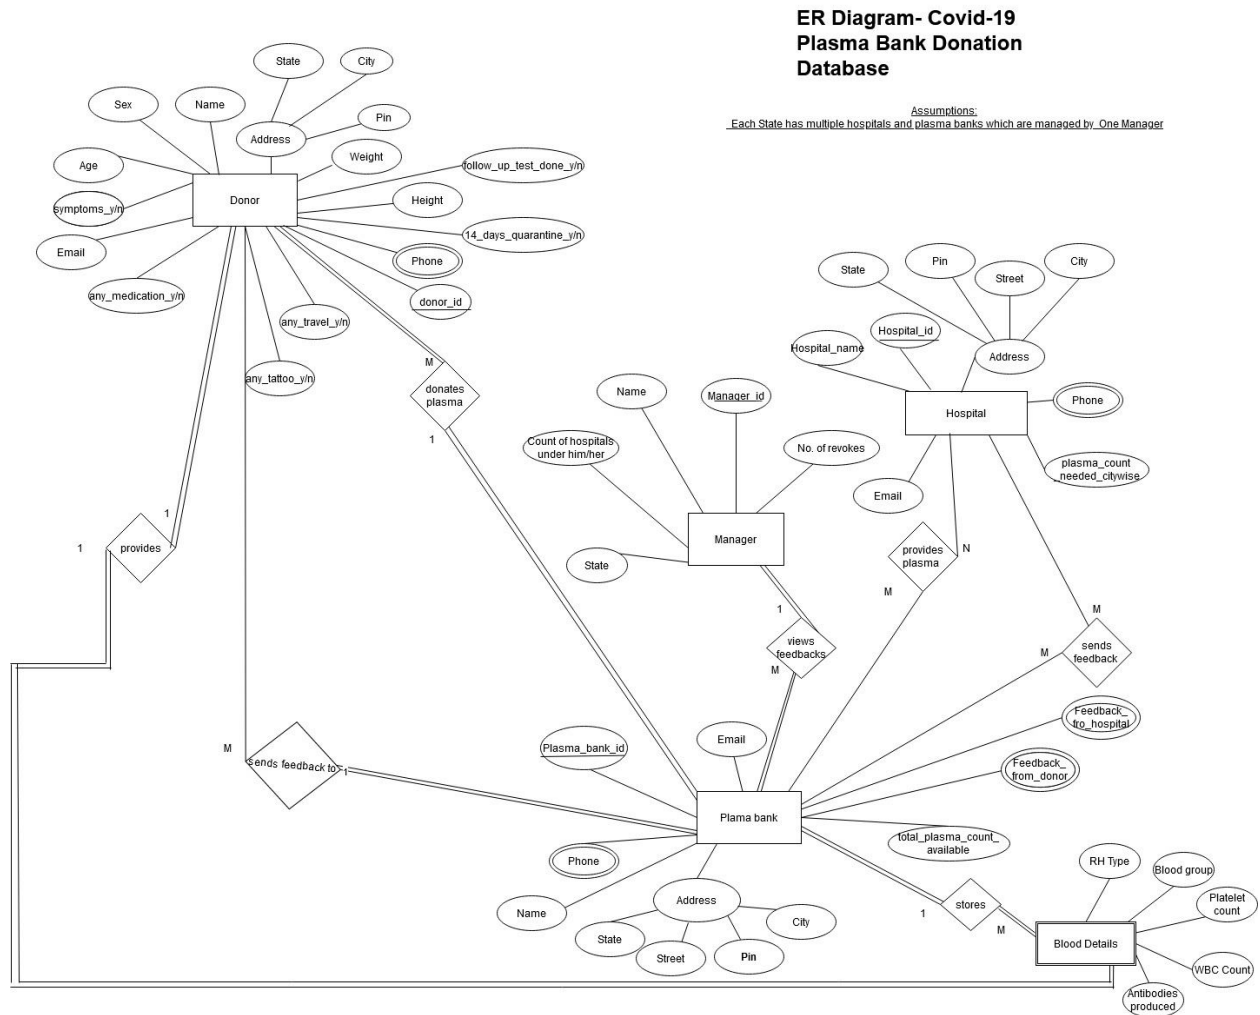 ER Diagram- Covid-19
Plasma Bank Donation
Database
Assumptions:
Each State has multiple hospitals and plasma banks which are managed by One Manager
State
City
Sex
Name
Address
Pin
Age
Weight
follow_up_test_done_y/n
Donor
symptoms_y/n
Height
Email
14_days_quarantine_y/n
Phone
any_medication_y/n
donor_id
any_travel_y/n
any_tattoo_y/n
M
donates
plasma
1
State
Pin
Street
City
Hospital_id
Hospital_name
Address
Hospital
Phone
plasma_count
_needed_citywise
Email
Name
Manager_id
Count of hospitals
under him/her
No. of revokes
Manager
State
1
1
provides
provides
plasma
N
M
1
views
feedbacks
M
M
M
sends
feedback
M
sends feedback to
1
Plasma_bank_id
Email
Feedback_
fro_hospital
Feedback_
from_donor
Plama bank
total_plasma_count_
available
Phone
Name
Address
State
Street
Pin
City
1
stores
M
RH Type
Blood group
Platelet
count
Blood Details
WBC Count
Antibodies
produced